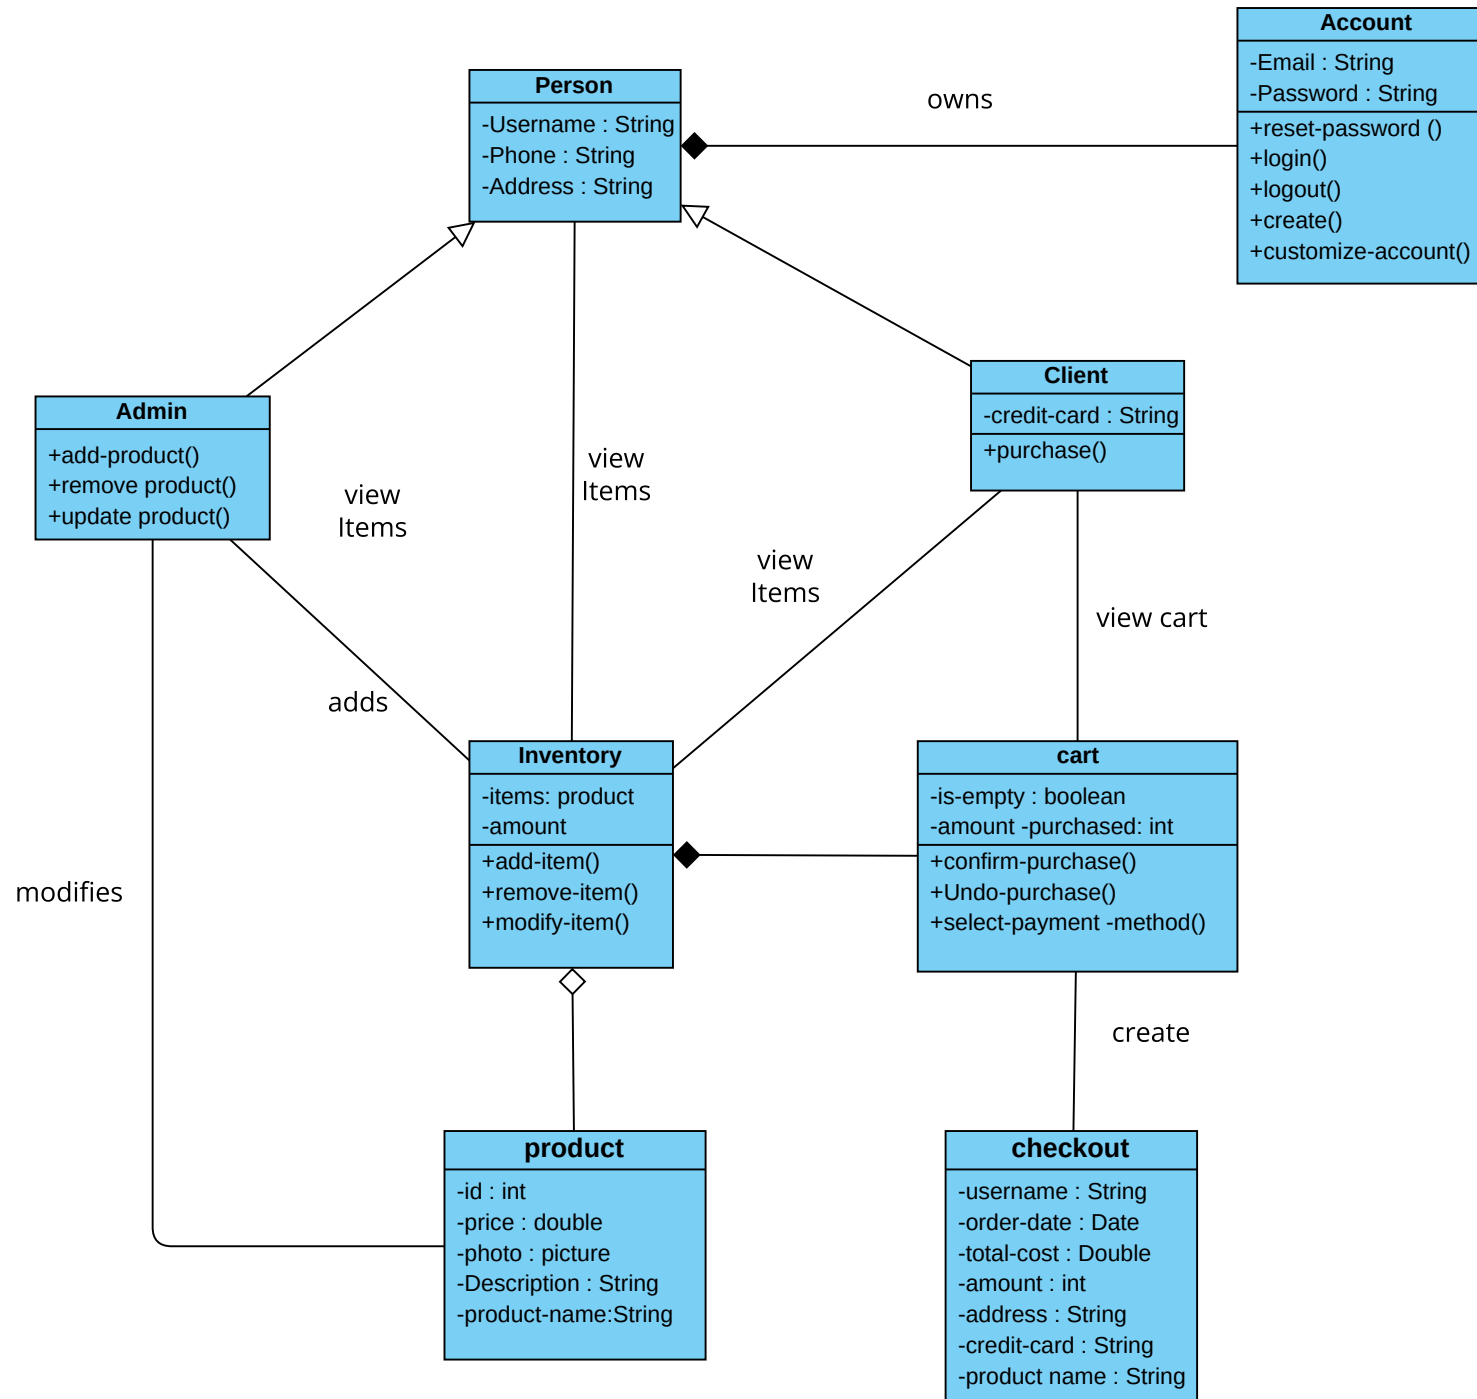 Account
-Email : String
-Password : String
+reset-password ()
+login()
+logout()
+create()
+customize-account()
Person
-Username : String
-Phone : String
-Address : String
owns
Client
-credit-card : String
+purchase()
Admin
+add-product()
+remove product()
+update product()
view
Items
view
Items
view
Items
view cart
adds
modifies
Inventory
-items: product
-amount
+add-item()
+remove-item()
+modify-item()
cart
-is-empty : boolean
-amount -purchased: int
+confirm-purchase()
+Undo-purchase()
+select-payment -method()
create
product
-id : int
-price : double
-photo : picture
-Description : String
-product-name:String
checkout
-username : String
-order-date : Date
-total-cost : Double
-amount : int
-address : String
-credit-card : String
-product name : String